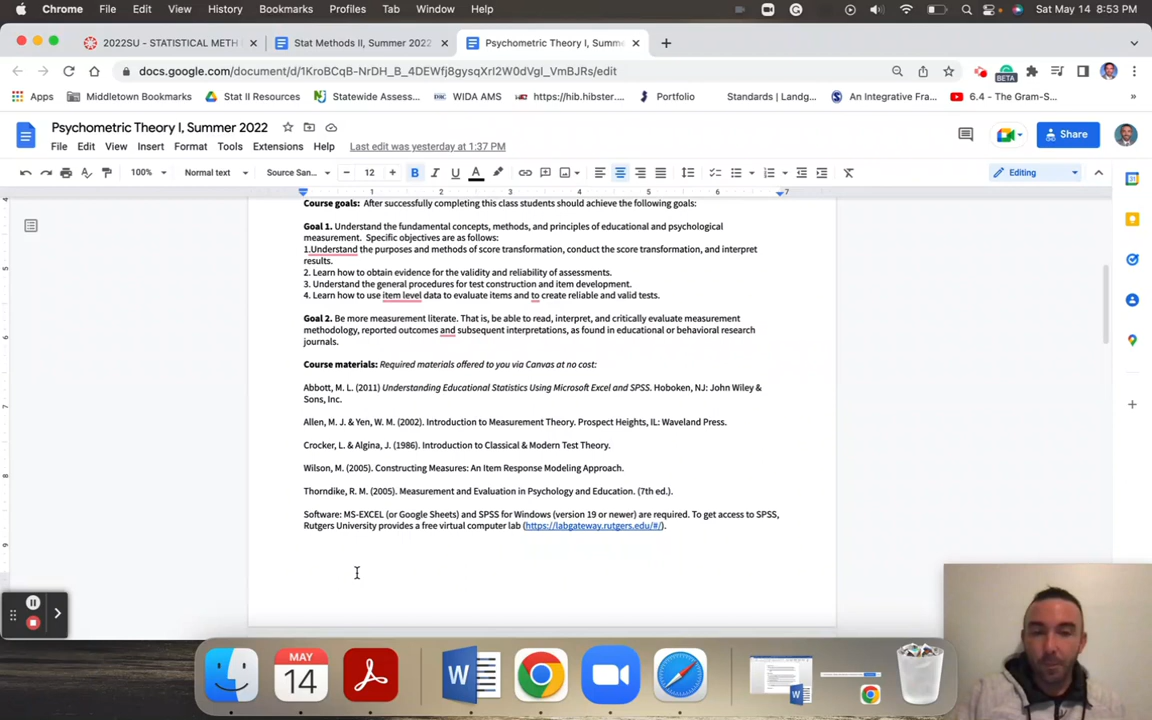 Chrome File Edit View History Bookmarks Profiles Tab Window Help Sat May 14 8:53 PM
2022SU - STATISTICAL METH Stat Methods II, Summer 2022 Psychometric Theory I, Summ
docs.google.com/document/d/1KroBCqB-NrDH_B_4DEWfj8gysqXrI2W0dVgI_VmBJRs/edit
BETA
Apps Middletown Bookmarks Stat II Resources Statewide Assess... WIDA AMS https://hib.hibster.... Portfolio Standards | Landg... An Integrative Fra... 6.4 - The Gram-S... »
Psychometric Theory I, Summer 2022
Share
File Edit View Insert Format Tools Extensions Help Last edit was yesterday at 1:37 PM
100% Normal text Source San... 12 B I U A Editing
1 2 3 4 5 6 7
Course goals: After successfully completing this class students should achieve the following goals:
Goal 1. Understand the fundamental concepts, methods, and principles of educational and psychological
measurement. Specific objectives are as follows:
1.Understand the purposes and methods of score transformation, conduct the score transformation, and interpret
results.
2. Learn how to obtain evidence for the validity and reliability of assessments.
3. Understand the general procedures for test construction and item development.
4. Learn how to use item level data to evaluate items and to create reliable and valid tests.
Goal 2. Be more measurement literate. That is, be able to read, interpret, and critically evaluate measurement
methodology, reported outcomes and subsequent interpretations, as found in educational or behavioral research
journals.
Course materials: Required materials offered to you via Canvas at no cost:
Abbott, M. L. (2011) Understanding Educational Statistics Using Microsoft Excel and SPSS. Hoboken, NJ: John Wiley &
Sons, Inc.
Allen, M. J. & Yen, W. M. (2002). Introduction to Measurement Theory. Prospect Heights, IL: Waveland Press.
Crocker, L. & Algina, J. (1986). Introduction to Classical & Modern Test Theory.
Wilson, M. (2005). Constructing Measures: An Item Response Modeling Approach.
Thorndike, R. M. (2005). Measurement and Evaluation in Psychology and Education. (7th ed.).
Software: MS-EXCEL (or Google Sheets) and SPSS for Windows (version 19 or newer) are required. To get access to SPSS,
Rutgers University provides a free virtual computer lab (https://labgateway.rutgers.edu/#/).
MAY
14